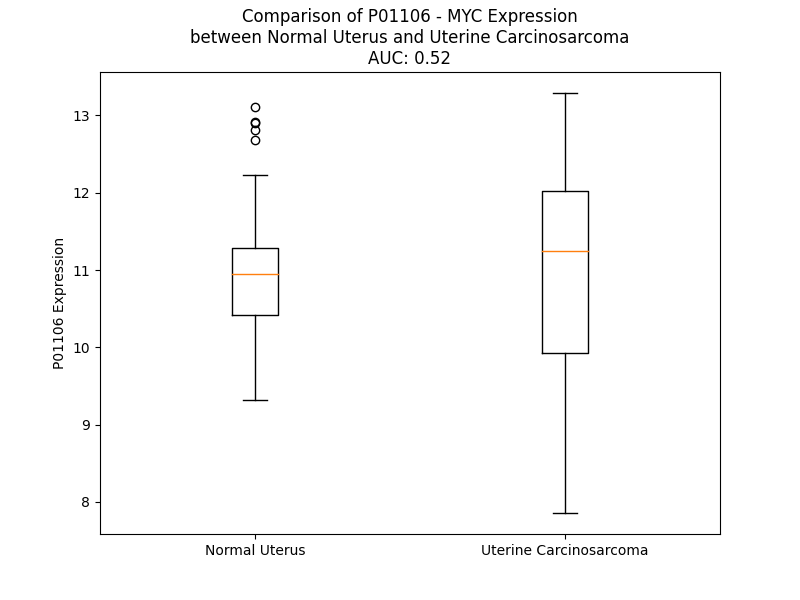 Comparison of P01106 - MYC Expression
between Normal Uterus and Uterine Carcinosarcoma
AUC: 0.52
13
12
11
10
9
8
P01106 Expression
Normal Uterus
Uterine Carcinosarcoma